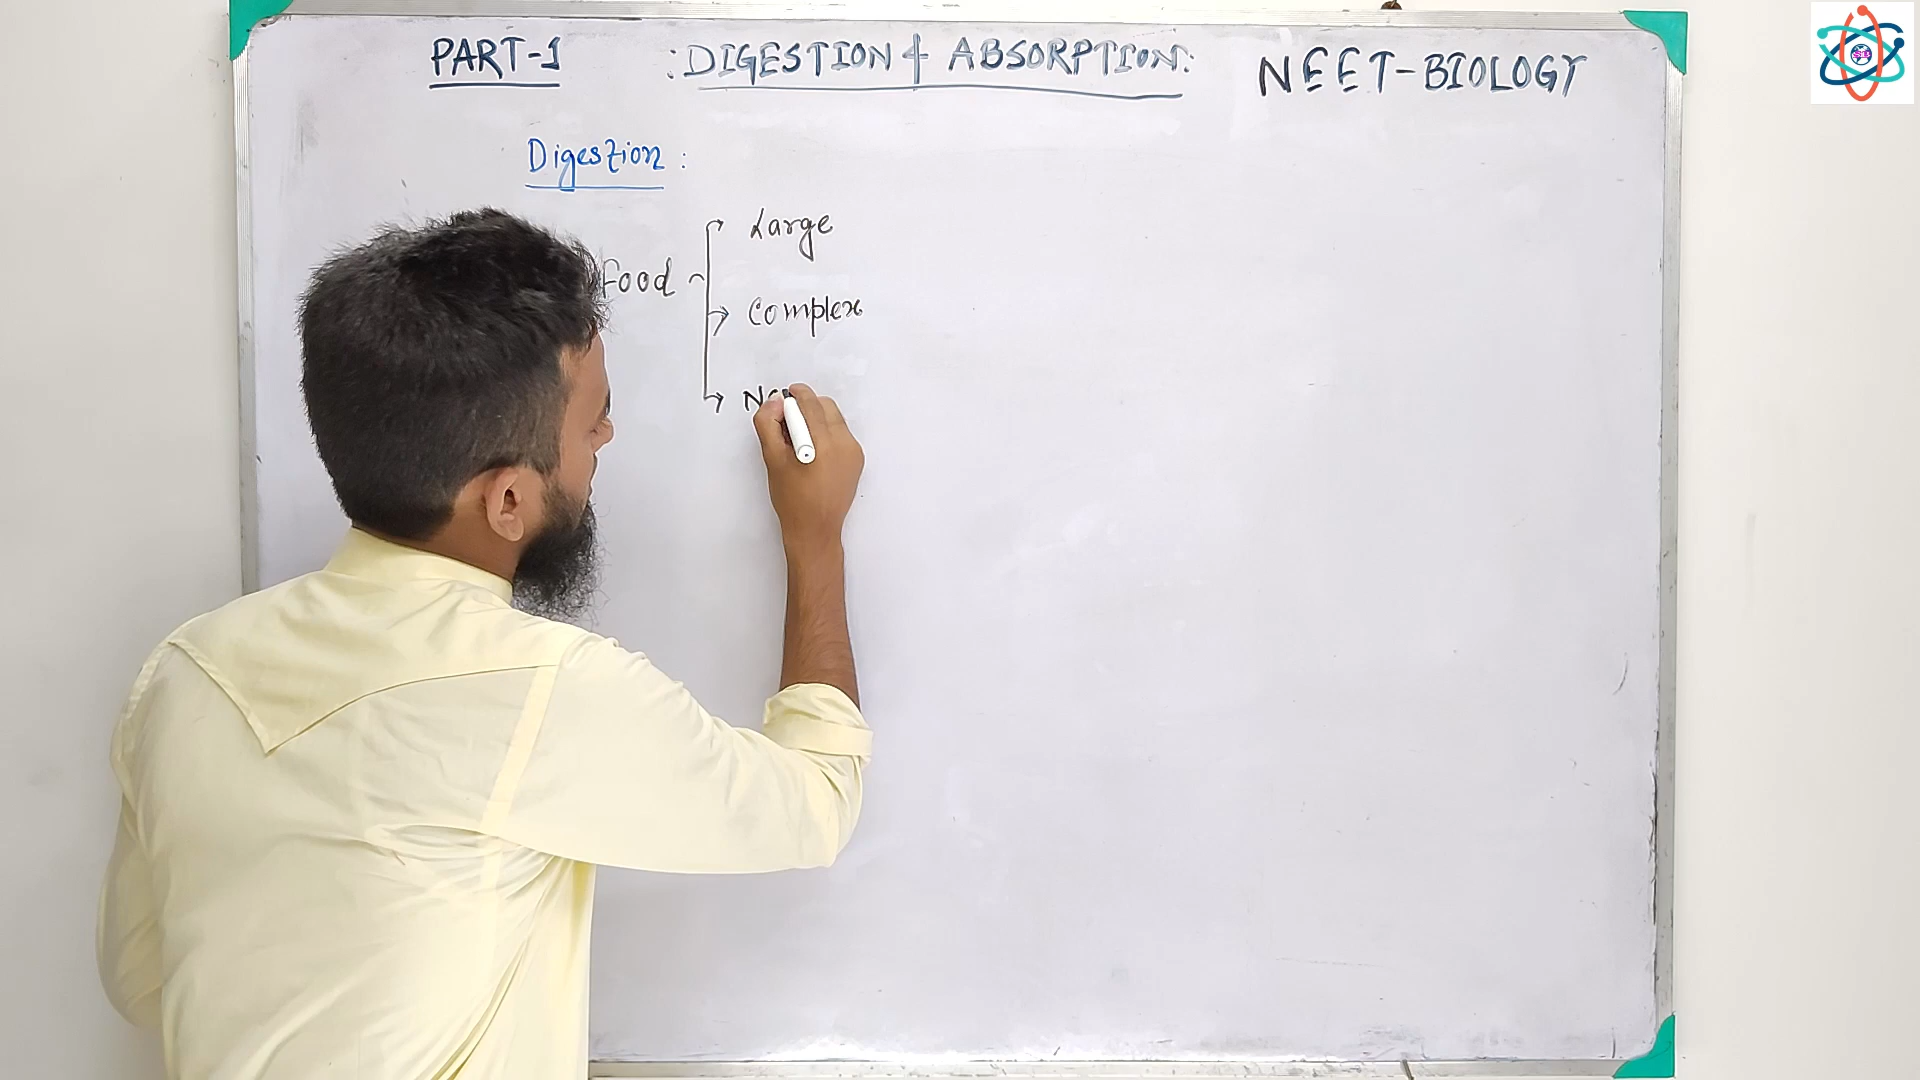 PART-1 :DIGESTION & ABSORPTION: NEET-BIOLOGY
Digestion :
Food
Large
Complex